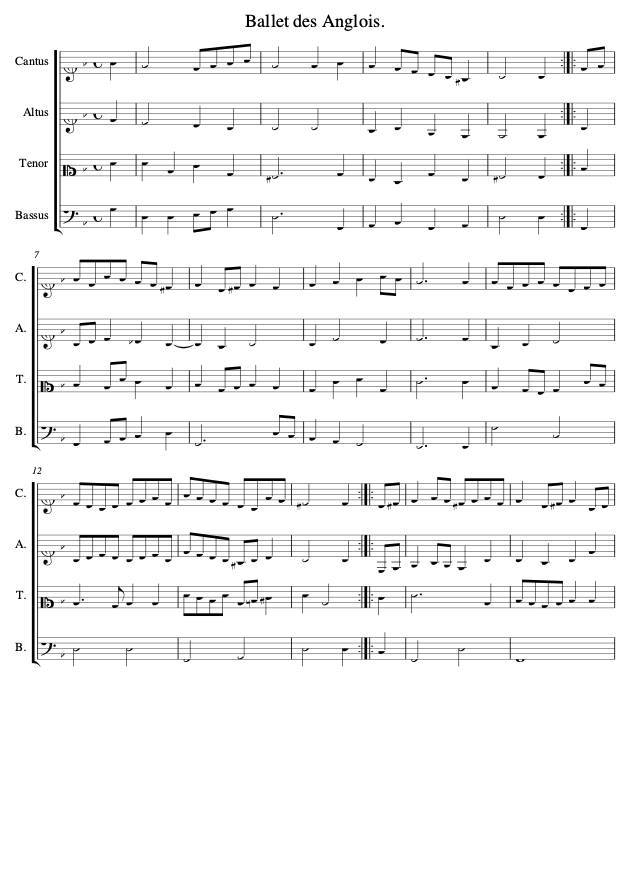 Ballet des Anglois.
Cantus
Altus
Tenor
Bassus
7
C.
A.
T.
B.
12
C.
A.
T.
B.